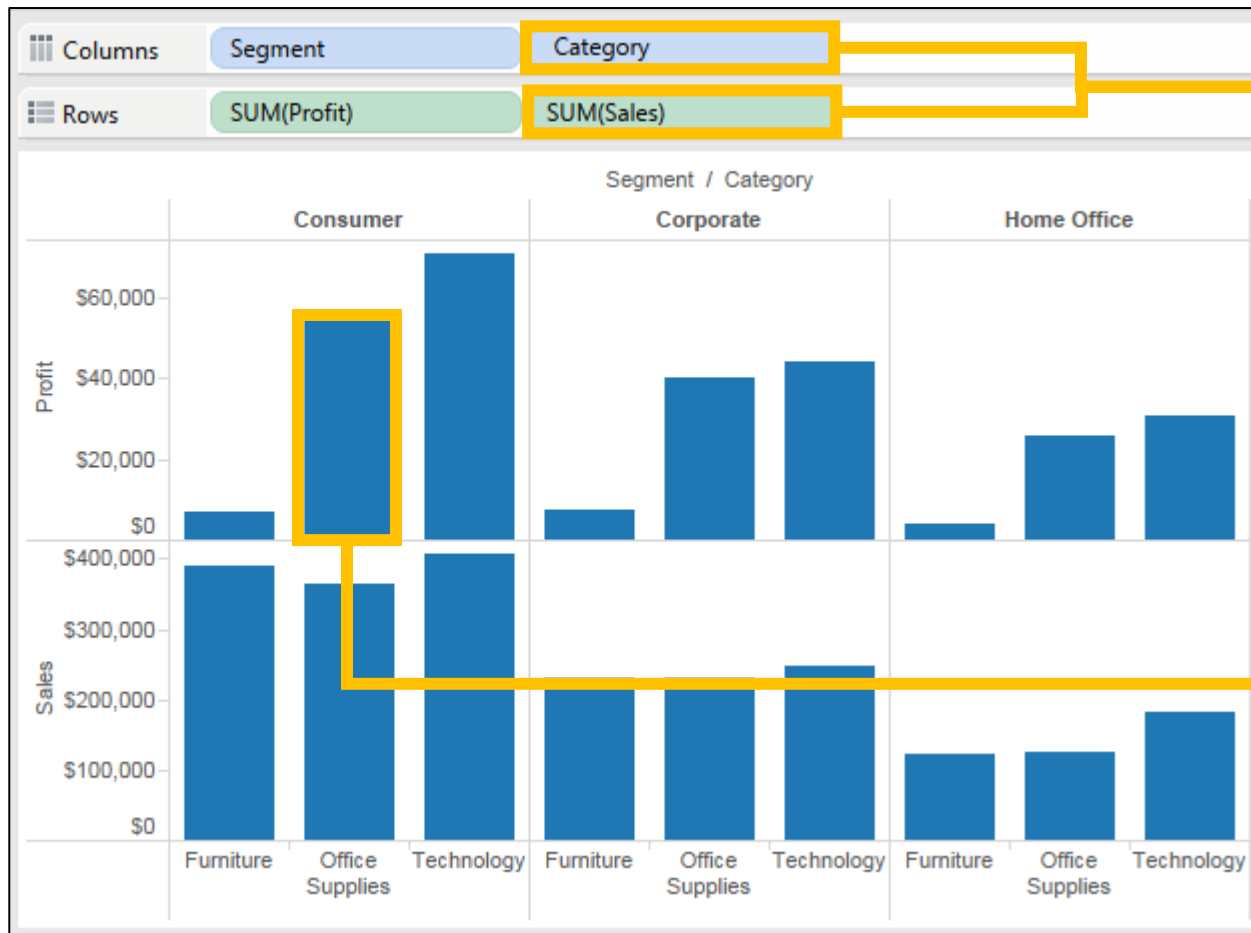 Columns Segment Category
Rows SUM(Profit) SUM(Sales)
Segment / Category
Consumer Corporate Home Office
$60,000
$40,000
$20,000
$0
Profit
$400,000
$300,000
$200,000
$100,000
$0
Sales
Furniture Office Technology Furniture Office Technology Furniture Office Technology
Supplies Supplies Supplies